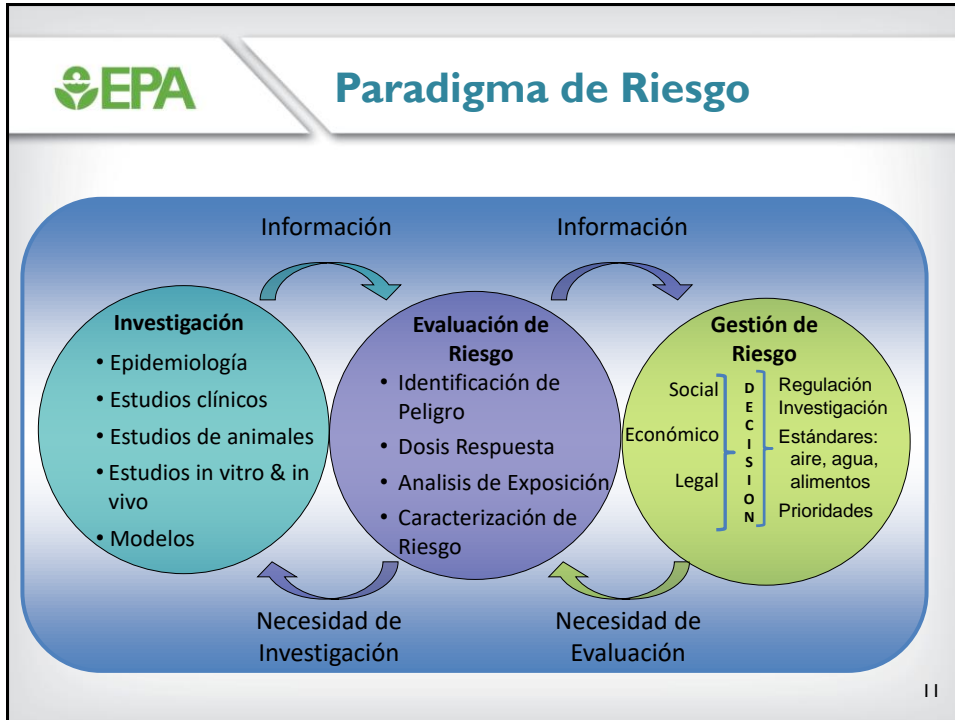 EPA
Paradigma de Riesgo
Información
Información
Investigación
• Epidemiología
• Estudios clínicos
• Estudios de animales
• Estudios in vitro & in
vivo
• Modelos
Evaluación de
Riesgo
• Identificación de
Peligro
• Dosis Respuesta
• Analisis de Exposición
• Caracterización de
Riesgo
Gestión de
Riesgo
Social
Económico
Legal
D
E
C
I
S
I
O
N
Regulación
Investigación
Estándares:
aire, agua,
alimentos
Prioridades
Necesidad de
Investigación
Necesidad de
Evaluación
11